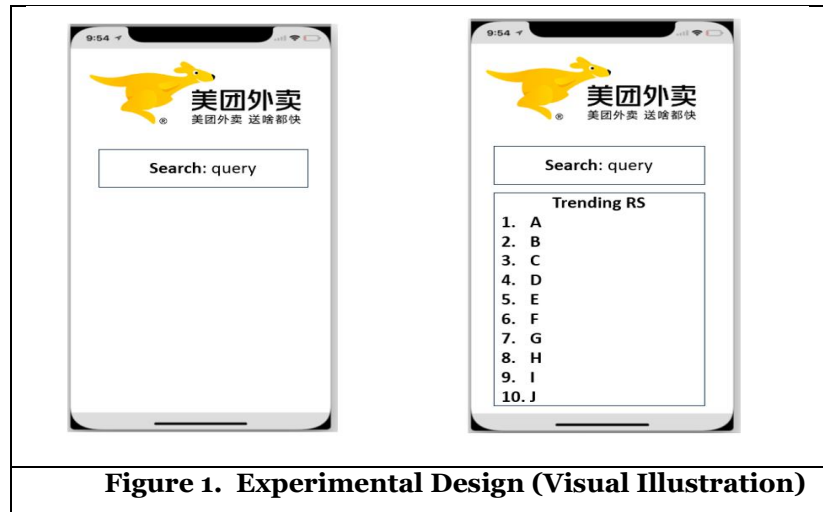 9:54
美团外卖
®
美团外卖 送啥都快
Search: query
9:54
美团外卖
®
美团外卖 送啥都快
Search: query
Trending RS
1. A
2. B
3. C
4. D
5. E
6. F
7. G
8. H
9. I
10. J
Figure 1. Experimental Design (Visual Illustration)